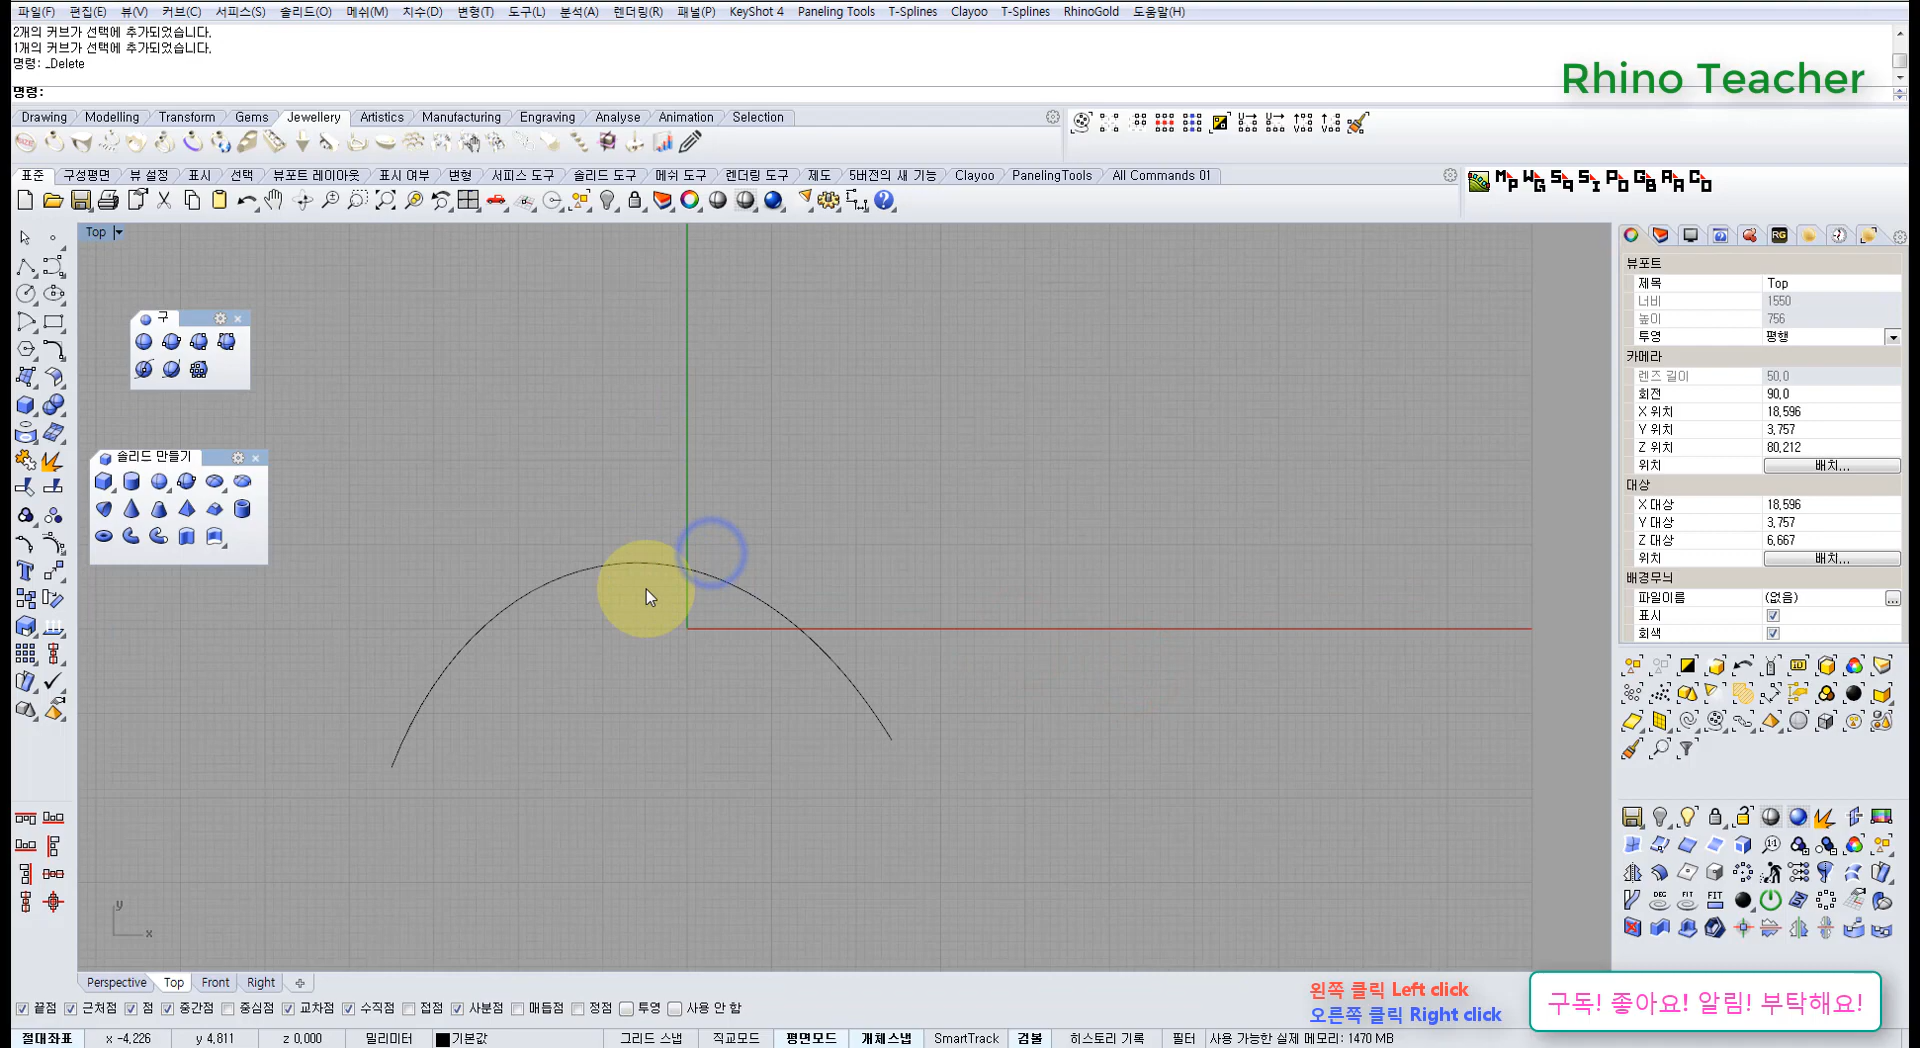 파일(F) 편집(E) 뷰(V) 커브(C) 서피스(S) 솔리드(O) 메쉬(M) 치수(D) 변형(T) 도구(L) 분석(A) 렌더링(R) 패널(P) KeyShot 4 Paneling Tools T-Splines Clayoo T-Splines RhinoGold 도움말(H)
2개의 커브가 선택에 추가되었습니다.
1개의 커브가 선택에 추가되었습니다.
명령: _Delete
명령:
Rhino Teacher
Drawing Modelling Transform Gems Jewellery Artistics Manufacturing Engraving Analyse Animation Selection
표준 구성평면 뷰 설정 선택 표시 뷰포트 레이아웃 표시 여부 변형 서피스 도구 솔리드 도구 메쉬 도구 렌더링 도구 제도 5버전의 새 기능 Clayoo PanelingTools All Commands 01
Top
구
솔리드 만들기
뷰포트
제목 Top
너비 1550
높이 756
투영 평행
카메라
렌즈 길이 50.0
회전 90.0
X 위치 18.596
Y 위치 3.757
Z 위치 80.212
위치 배치...
대상
X 대상 18.596
Y 대상 3.757
Z 대상 6.667
위치 배치...
배경무늬
파일이름 (없음) ...
표시
회색
y
x
Perspective Top Front Right
끝점 근처점 점 중간점 중심점 교차점 수직점 접점 사분점 매듭점 정점 투영 사용 안 함
왼쪽 클릭 Left click
오른쪽 클릭 Right click
구독! 좋아요! 알림! 부탁해요!
절대좌표 x -4.226 y 4.811 z 0.000 밀리미터 기본값 그리드 스냅 직교모드 평면모드 개체스냅 SmartTrack 검볼 히스토리 기록 필터 사용 가능한 실제 메모리: 1470 MB